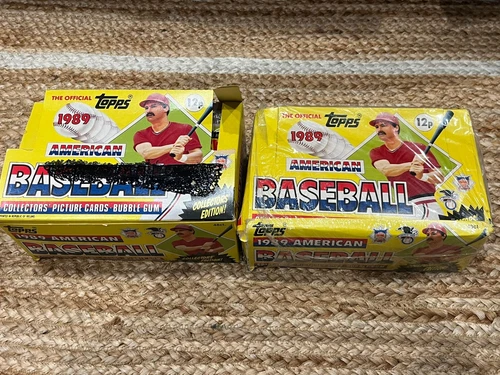 THE OFFICIAL Topps® 12p
1989
AMERICAN
BASEBALL
COLLECTORS' PICTURE CARDS · BUBBLE GUM
COLLECTORS' EDITION!
Topps
1989 AMERICAN
BASEBALL
THE OFFICIAL Topps 12p
1989
AMERICAN
BASEBALL
Topps
1989 AMERICAN
BASEBALL